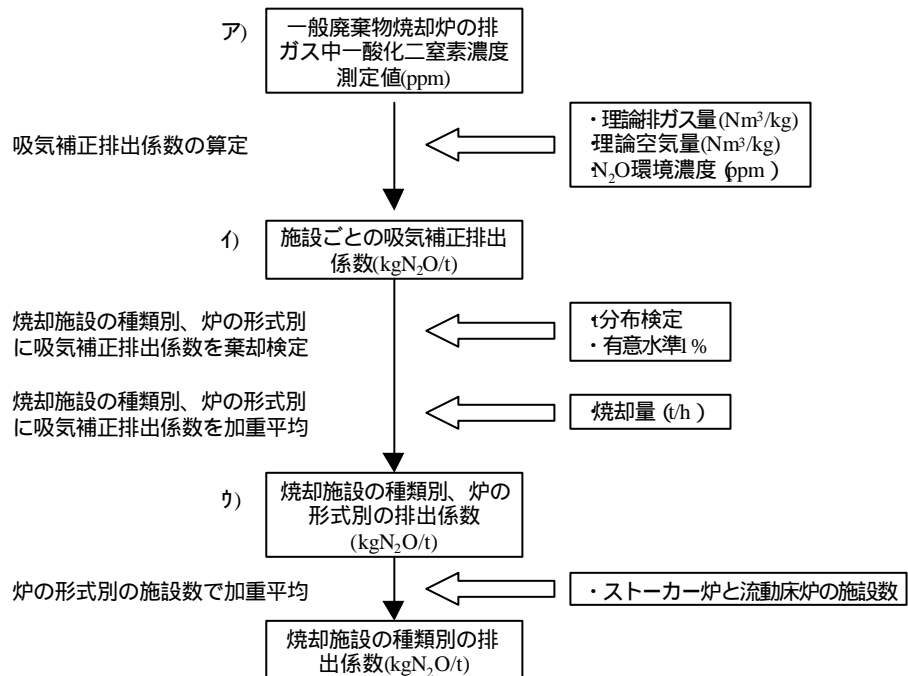 ア)
一般廃棄物焼却炉の排
ガス中一酸化二窒素濃度
測定値(ppm)
吸気補正排出係数の算定
・理論排ガス量(Nm³/kg)
・理論空気量(Nm³/kg)
・N₂O環境濃度（ppm）
イ)
施設ごとの吸気補正排出
係数(kgN₂O/t)
焼却施設の種類別、炉の形式別
に吸気補正排出係数を棄却検定
・t分布検定
・有意水準1%
焼却施設の種類別、炉の形式別
に吸気補正排出係数を加重平均
・焼却量（t/h）
ウ)
焼却施設の種類別、炉の
形式別の排出係数
(kgN₂O/t)
炉の形式別の施設数で加重平均
・ストーカー炉と流動床炉の施設数
焼却施設の種類別の排
出係数(kgN₂O/t)